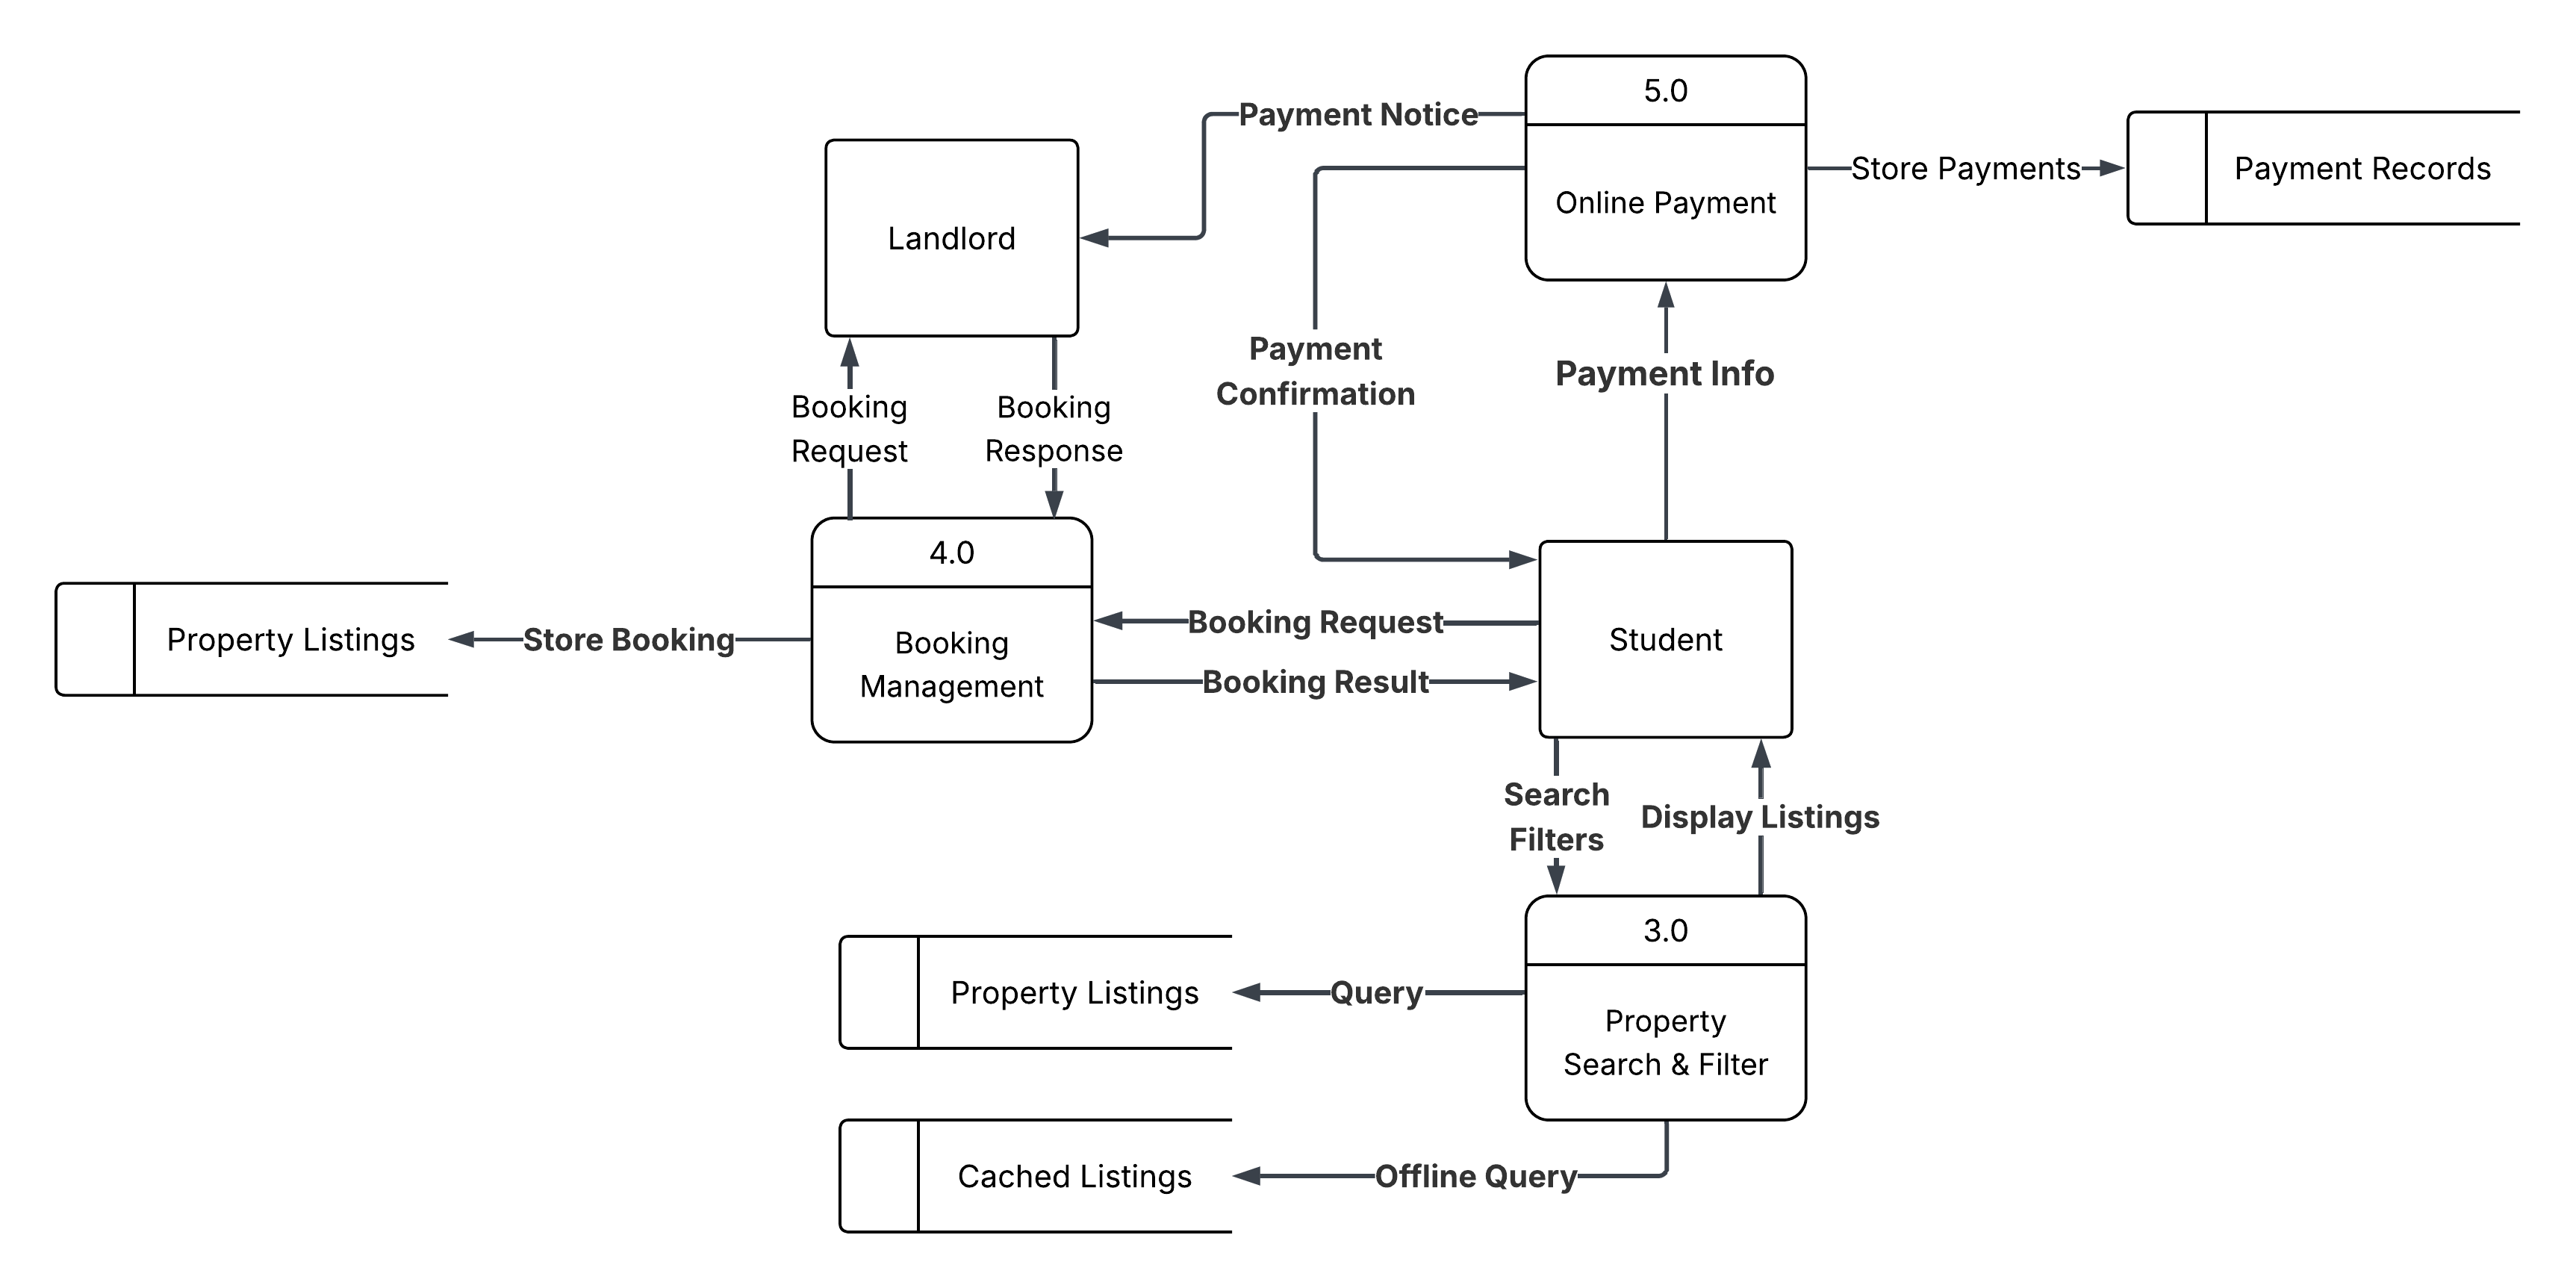 5.0
Payment Notice
Store Payments
Payment Records
Online Payment
Landlord
Payment
Confirmation
Payment Info
Booking
Request
Booking
Response
4.0
Booking Request
Property Listings
Store Booking
Booking
Management
Student
Booking Result
Search
Filters
Display Listings
3.0
Property Listings
Query
Property
Search & Filter
Cached Listings
Offline Query